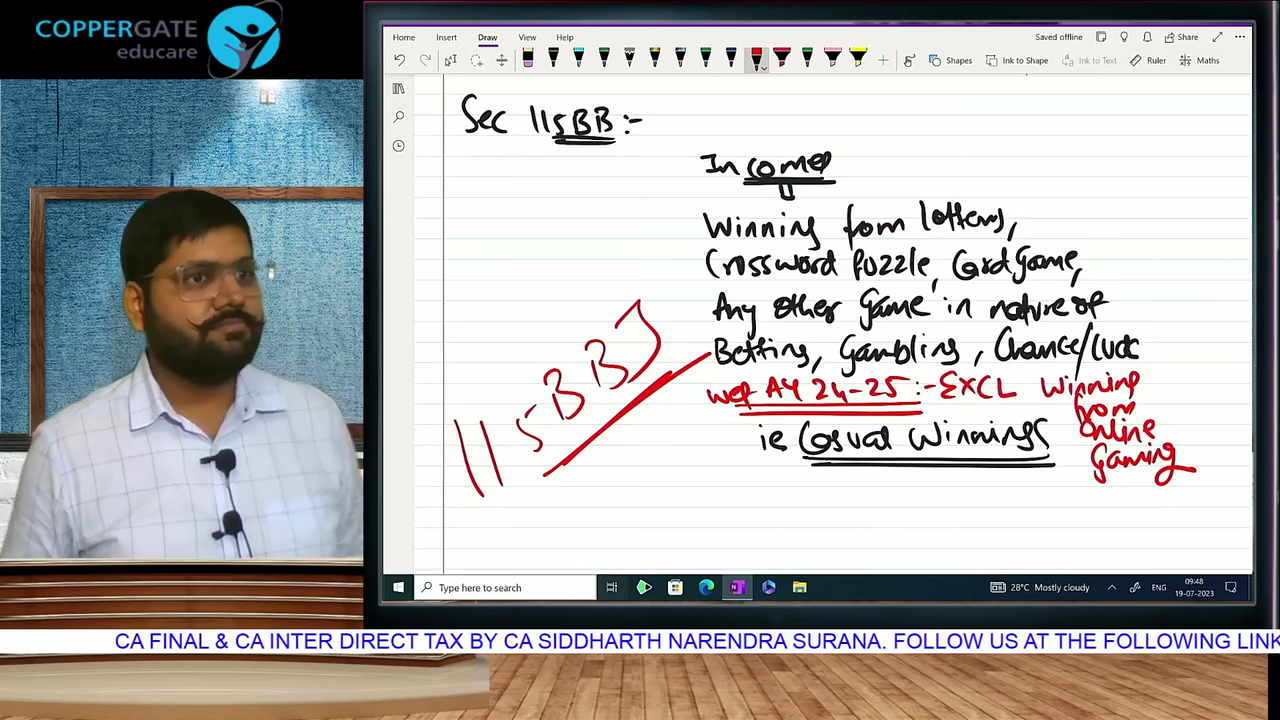 COPPERGATE
educare
Home Insert Draw View Help
Saved offline
Share
Shapes
Ink to Shape
Ink to Text
Ruler
Maths
Sec 115BB :-
Income
Winning from lottery,
Crossword Puzzle, Card Game,
Any other Game in nature of
Betting, Gambling, Chance/Luck
wef AY 24-25 :- EXCL Winning
from
Online
Gaming
ie Casual Winnings
115BBJ
Type here to search
28°C Mostly cloudy
ENG
09:48
19-07-2023
CA FINAL & CA INTER DIRECT TAX BY CA SIDDHARTH NARENDRA SURANA. FOLLOW US AT THE FOLLOWING LINK